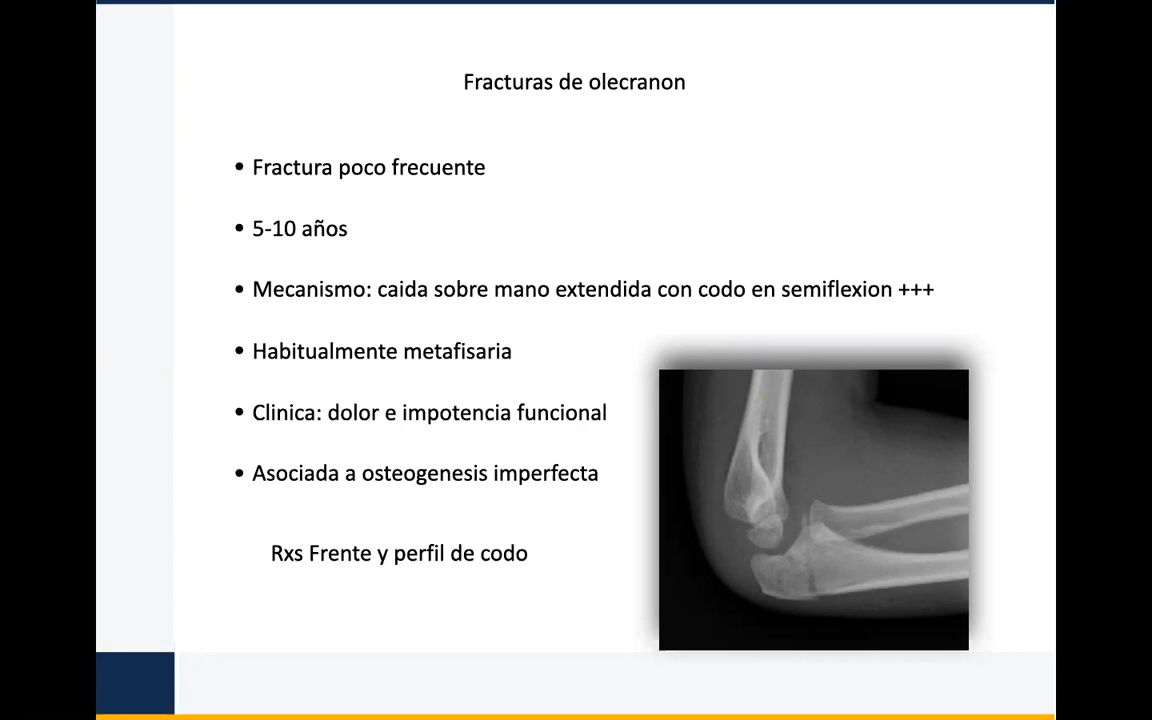 Fracturas de olecranon
• Fractura poco frecuente
• 5-10 años
• Mecanismo: caida sobre mano extendida con codo en semiflexion +++
• Habitualmente metafisaria
• Clinica: dolor e impotencia funcional
• Asociada a osteogenesis imperfecta
Rxs Frente y perfil de codo